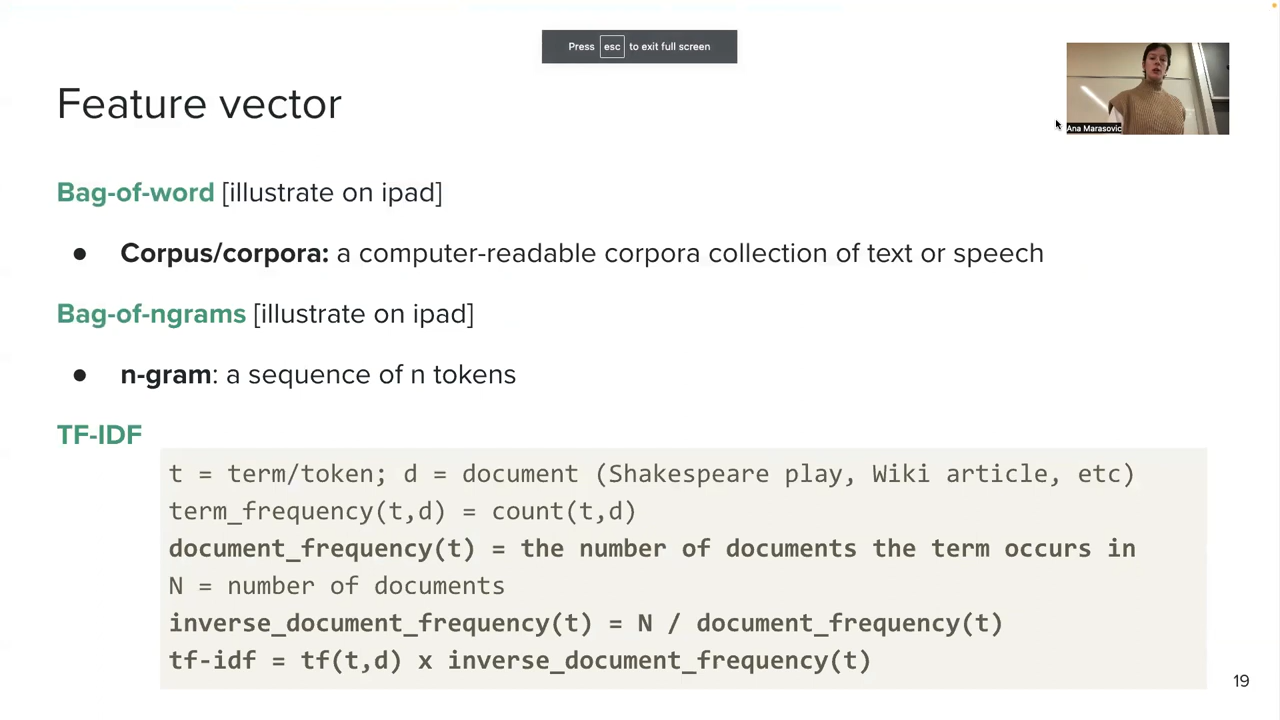 Press esc to exit full screen
Feature vector
Ana Marasovic
Bag-of-word [illustrate on ipad]
● Corpus/corpora: a computer-readable corpora collection of text or speech
Bag-of-ngrams [illustrate on ipad]
● n-gram: a sequence of n tokens
TF-IDF
t = term/token; d = document (Shakespeare play, Wiki article, etc)
term_frequency(t,d) = count(t,d)
document_frequency(t) = the number of documents the term occurs in
N = number of documents
inverse_document_frequency(t) = N / document_frequency(t)
tf-idf = tf(t,d) x inverse_document_frequency(t)
19